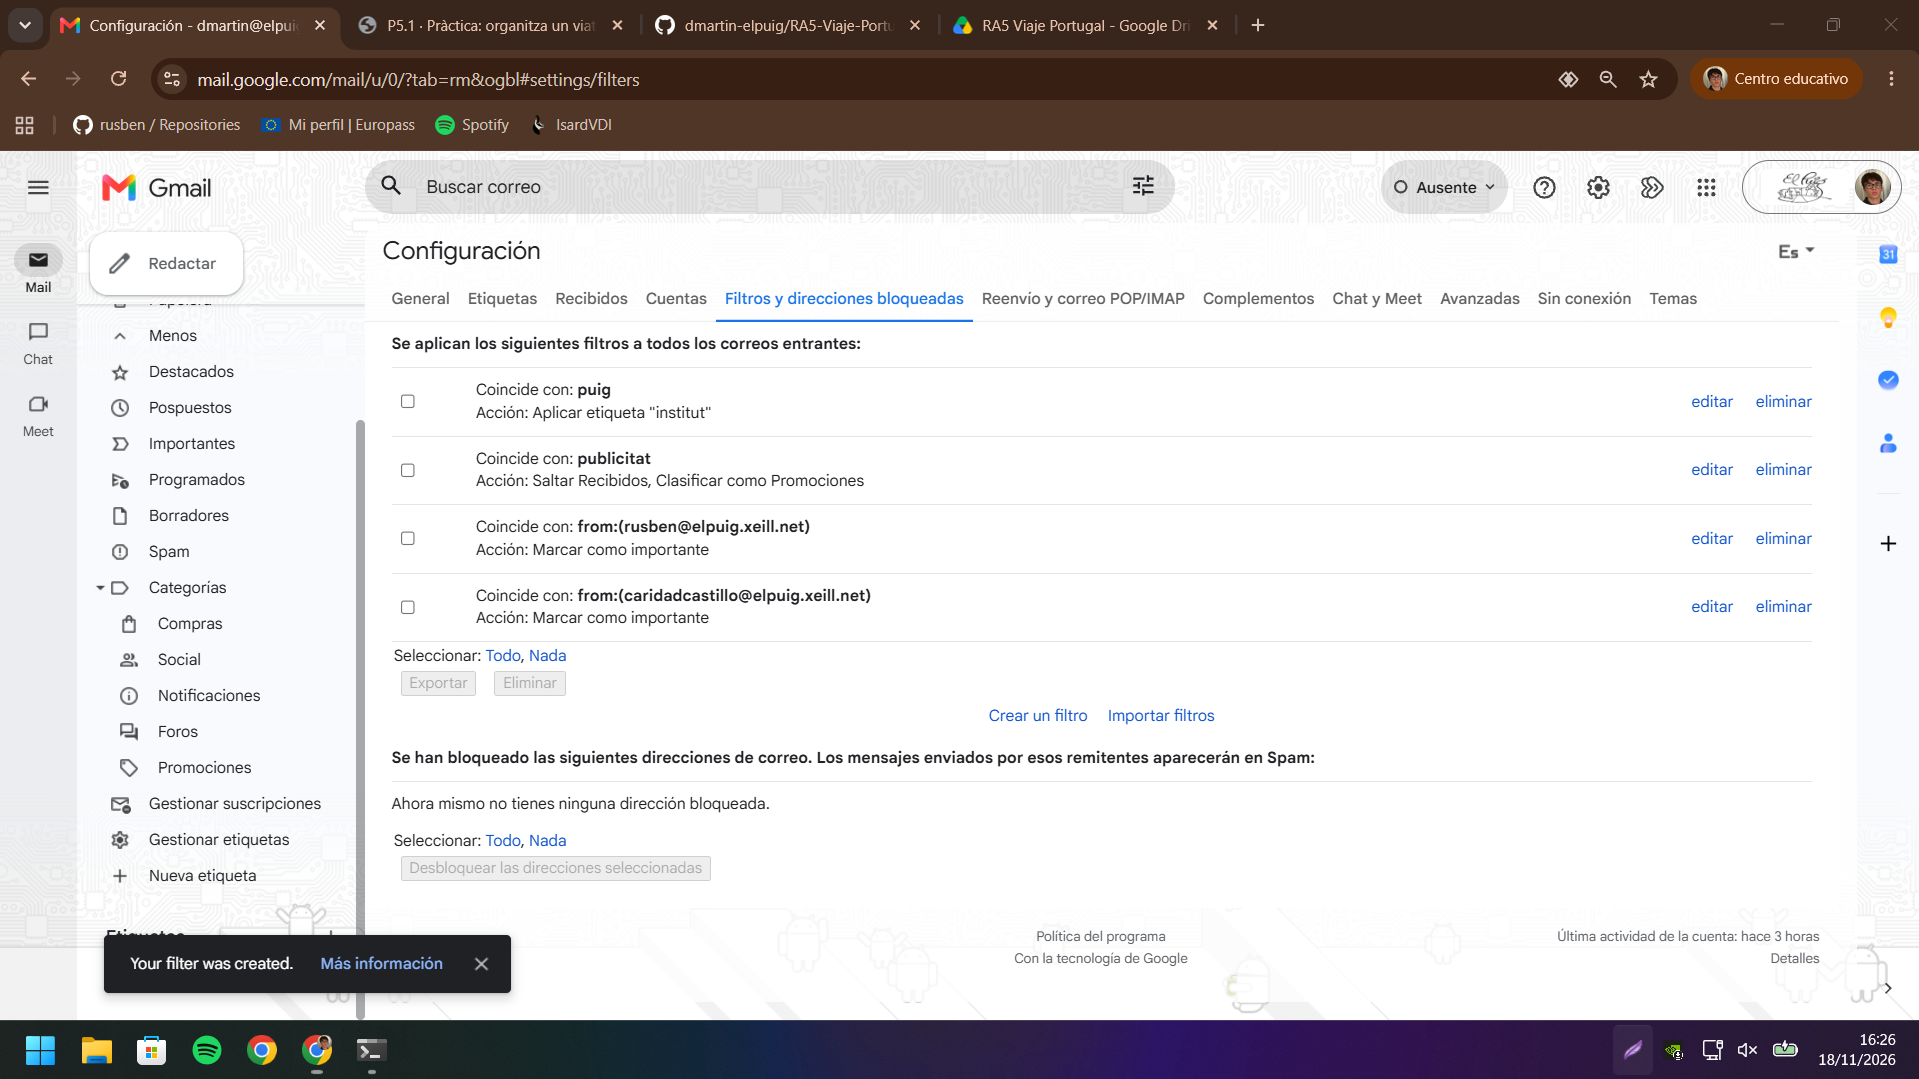 Configuración - dmartin@elpuig
P5.1 · Pràctica: organitza un viat
dmartin-elpuig/RA5-Viaje-Portu
RA5 Viaje Portugal - Google Dri
mail.google.com/mail/u/0/?tab=rm&ogbl#settings/filters
Centro educativo
rusben / Repositories
Mi perfil | Europass
Spotify
IsardVDI
Gmail
Buscar correo
Ausente
El Puig
Mail
Chat
Meet
Redactar
Papelera
Menos
Destacados
Pospuestos
Importantes
Programados
Borradores
Spam
Categorías
Compras
Social
Notificaciones
Foros
Promociones
Gestionar suscripciones
Gestionar etiquetas
Nueva etiqueta
Etiquetas
Configuración
Es
General
Etiquetas
Recibidos
Cuentas
Filtros y direcciones bloqueadas
Reenvío y correo POP/IMAP
Complementos
Chat y Meet
Avanzadas
Sin conexión
Temas
Se aplican los siguientes filtros a todos los correos entrantes:
Coincide con: puig
Acción: Aplicar etiqueta "institut"
editar eliminar
Coincide con: publicitat
Acción: Saltar Recibidos, Clasificar como Promociones
editar eliminar
Coincide con: from:(rusben@elpuig.xeill.net)
Acción: Marcar como importante
editar eliminar
Coincide con: from:(caridadcastillo@elpuig.xeill.net)
Acción: Marcar como importante
editar eliminar
Seleccionar: Todo, Nada
Exportar Eliminar
Crear un filtro Importar filtros
Se han bloqueado las siguientes direcciones de correo. Los mensajes enviados por esos remitentes aparecerán en Spam:
Ahora mismo no tienes ninguna dirección bloqueada.
Seleccionar: Todo, Nada
Desbloquear las direcciones seleccionadas
Política del programa
Con la tecnología de Google
Última actividad de la cuenta: hace 3 horas
Detalles
Your filter was created. Más información
31
16:26
18/11/2026